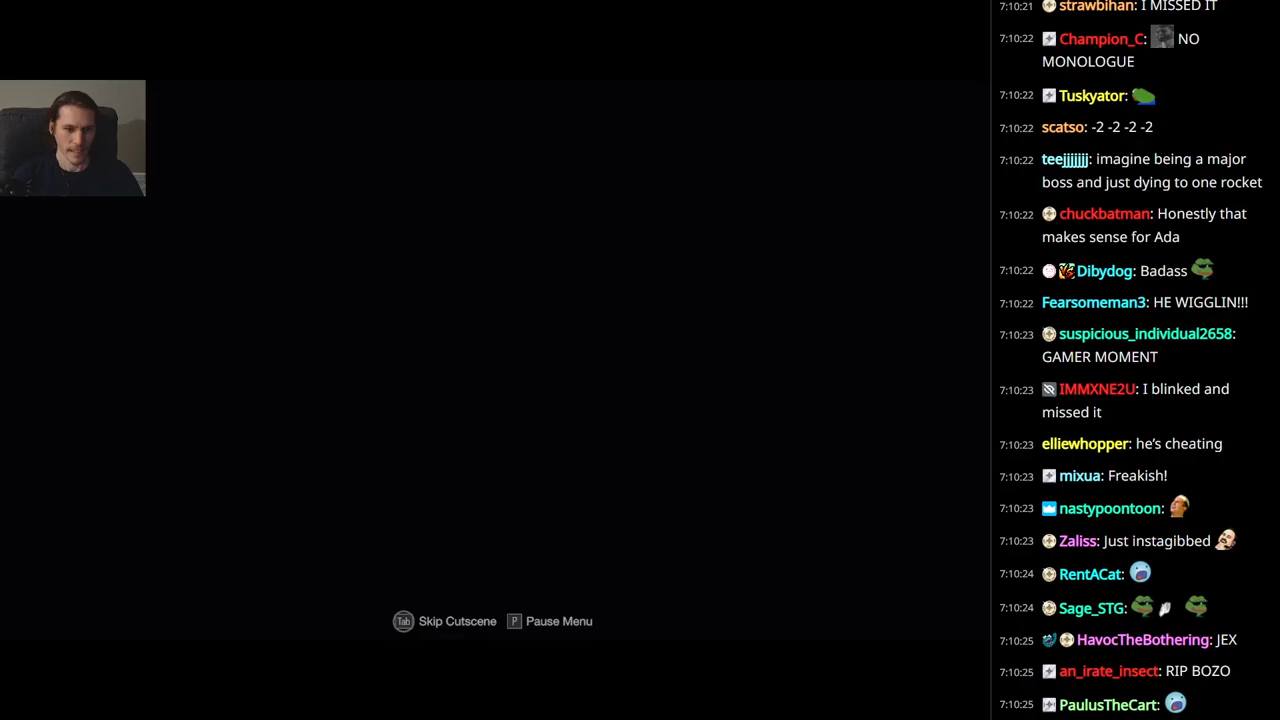 7:10:21 strawbihan: I MISSED IT
7:10:22 Champion_C: NO
MONOLOGUE
7:10:22 Tuskyator:
7:10:22 scatso: -2 -2 -2 -2
7:10:22 teejjjjjj: imagine being a major
boss and just dying to one rocket
7:10:22 chuckbatman: Honestly that
makes sense for Ada
7:10:22 Dibydog: Badass
7:10:22 Fearsomeman3: HE WIGGLIN!!!
7:10:23 suspicious_individual2658:
GAMER MOMENT
7:10:23 IMMXNE2U: I blinked and
missed it
7:10:23 elliewhopper: he's cheating
7:10:23 mixua: Freakish!
7:10:23 nastypoontoon:
7:10:23 Zaliss: Just instagibbed
7:10:24 RentACat:
7:10:24 Sage_STG:
7:10:25 HavocTheBothering: JEX
7:10:25 an_irate_insect: RIP BOZO
7:10:25 PaulusTheCart:
Tab Skip Cutscene P Pause Menu